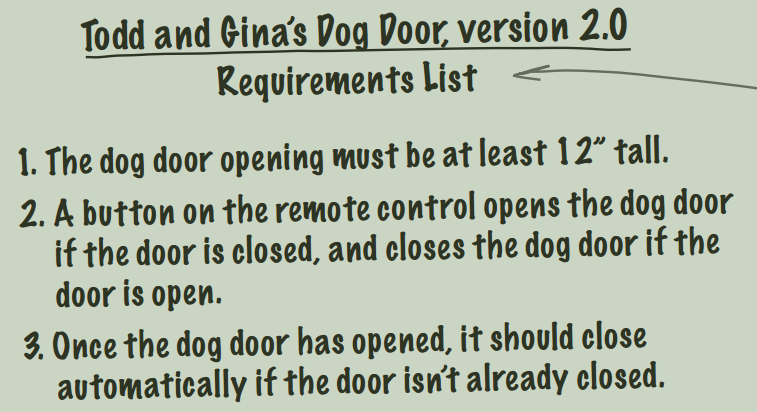 Todd and Gina's Dog Door, version 2.0
Requirements List
1. The dog door opening must be at least 12" tall.
2. A button on the remote control opens the dog door
if the door is closed, and closes the dog door if the
door is open.
3. Once the dog door has opened, it should close
automatically if the door isn't already closed.